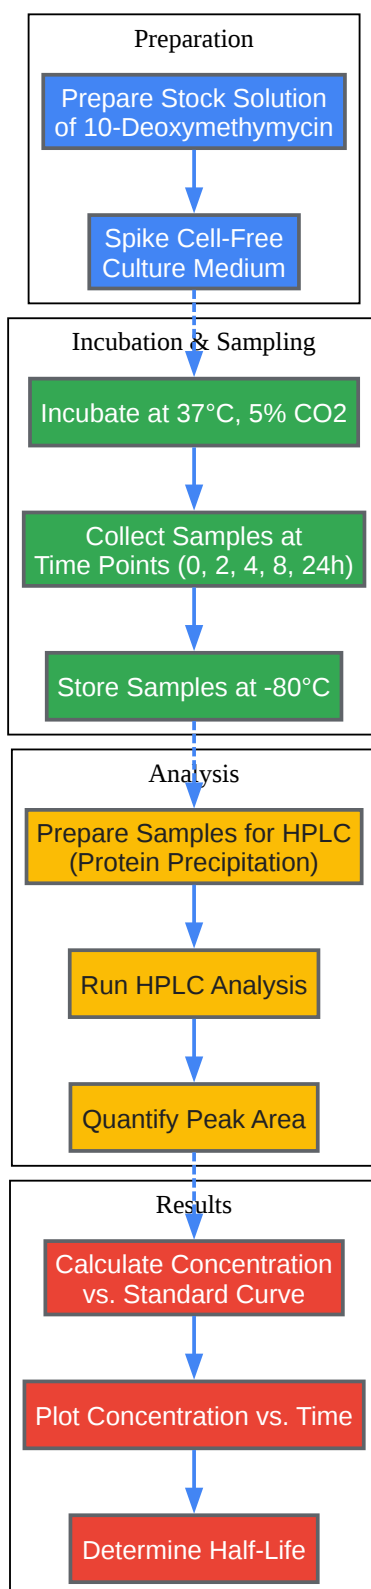 Preparation
Prepare Stock Solution
of 10-Deoxymethymycin
Spike Cell-Free
Culture Medium
Incubation & Sampling
Incubate at 37°C, 5% CO2
Collect Samples at
Time Points (0, 2, 4, 8, 24h)
Store Samples at -80°C
Analysis
Prepare Samples for HPLC
(Protein Precipitation)
Run HPLC Analysis
Quantify Peak Area
Results
Calculate Concentration
vs. Standard Curve
Plot Concentration vs. Time
Determine Half-Life